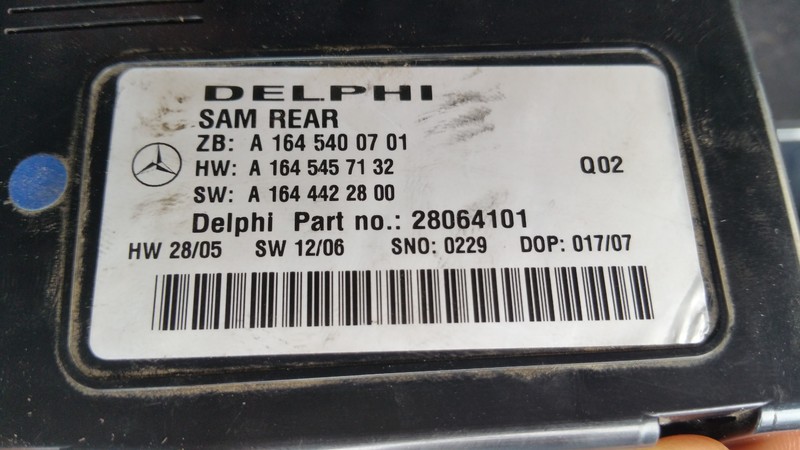 DELPHI
SAM REAR
ZB: A 164 540 07 01
HW: A 164 545 71 32 Q02
SW: A 164 442 28 00
Delphi Part no.: 28064101
HW 28/05 SW 12/06 SNO: 0229 DOP: 017/07